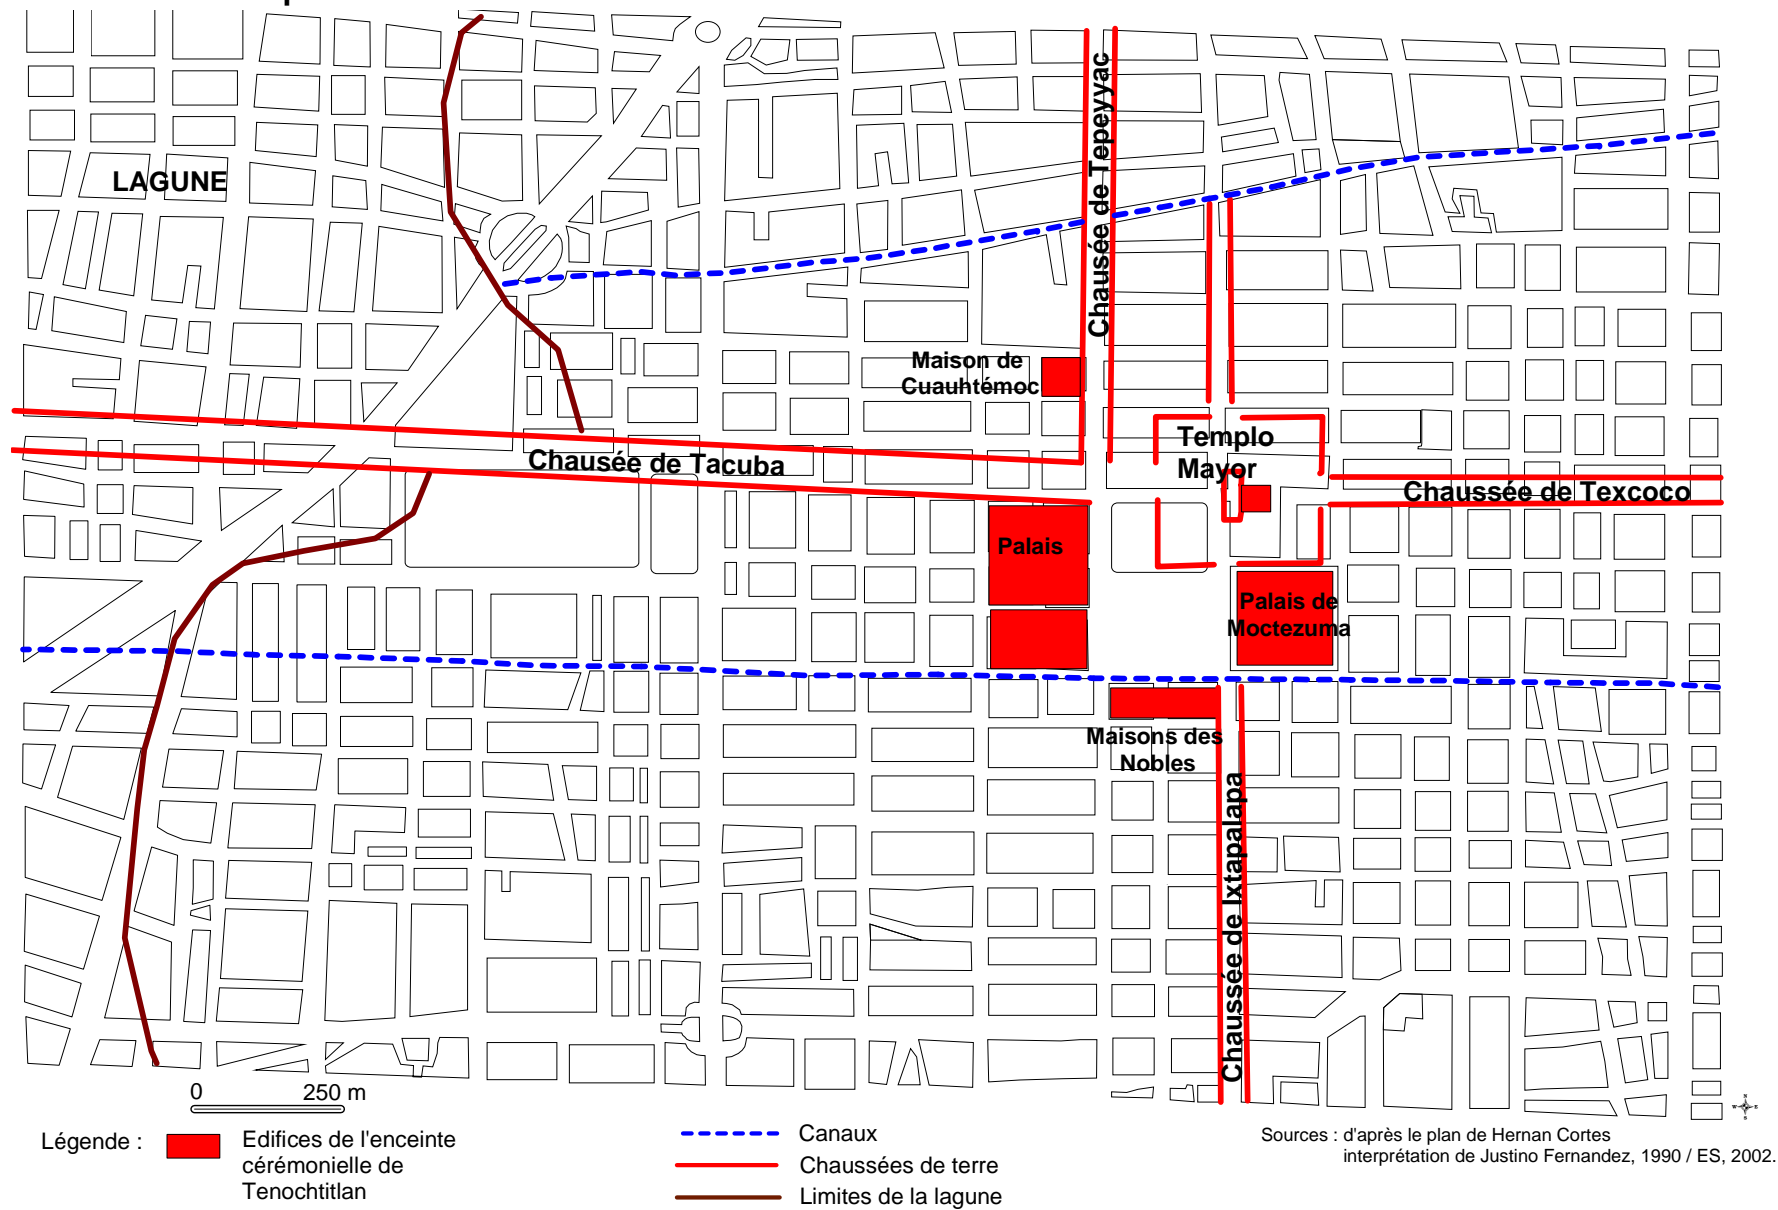 LAGUNE
Chausée de Tepeyyac
Maison de
Cuauhtémoc
Templo
Mayor
Chausée de Tacuba
Chaussée de Texcoco
Palais
Palais de
Moctezuma
Maisons des
Nobles
Chaussée de Ixtapalapa
0 250 m
Légende :
Edifices de l'enceinte
cérémonielle de
Tenochtitlan
Canaux
Chaussées de terre
Limites de la lagune
Sources : d'après le plan de Hernan Cortes
interprétation de Justino Fernandez, 1990 / ES, 2002.